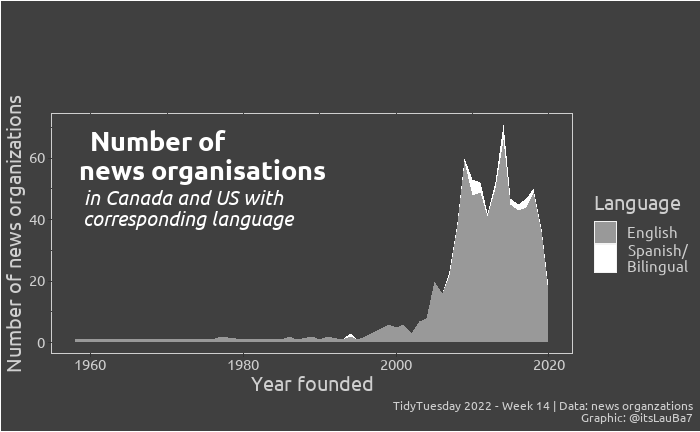 Number of
news organisations
in Canada and US with
corresponding language
Number of news organizations
60
40
20
0
1960
1980
2000
2020
Year founded
Language
English
Spanish/
Bilingual
TidyTuesday 2022 - Week 14 | Data: news organzations
Graphic: @itsLauBa7